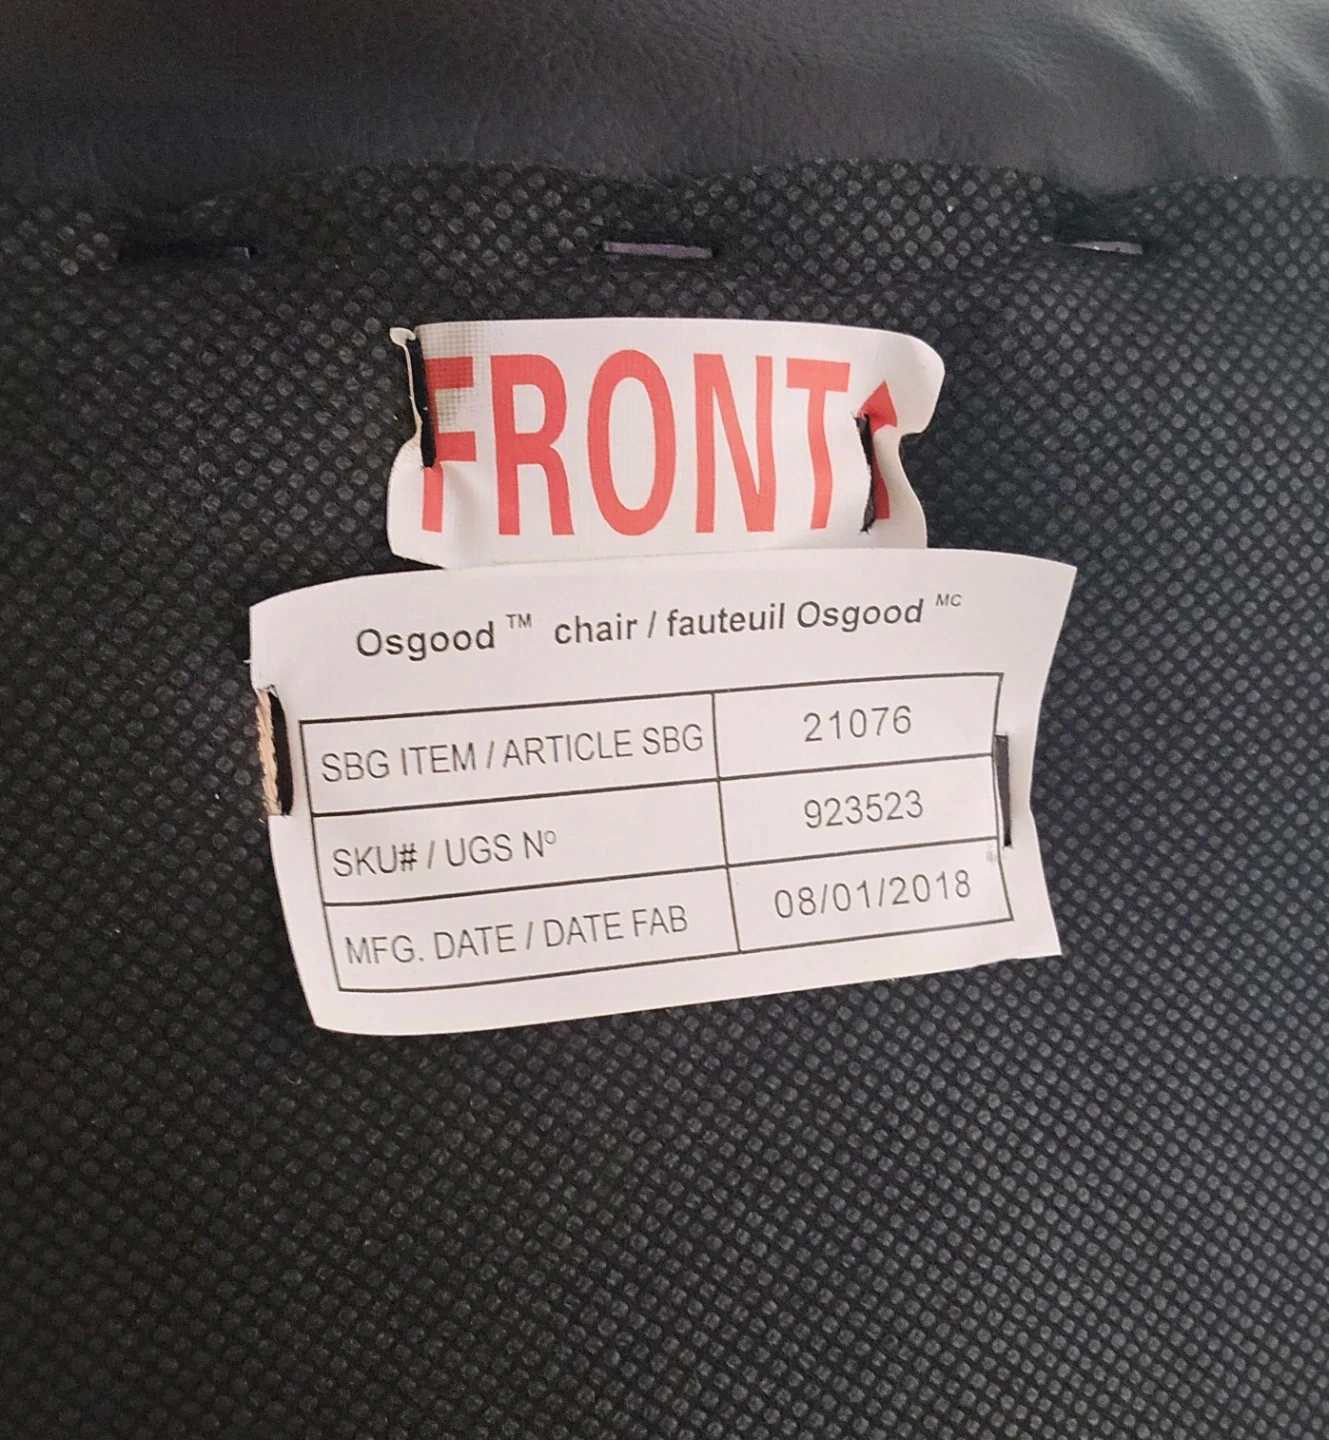 FRONT
Osgood ™ chair / fauteuil Osgood MC
SBG ITEM / ARTICLE SBG 21076
SKU# / UGS Nº 923523
MFG. DATE / DATE FAB 08/01/2018